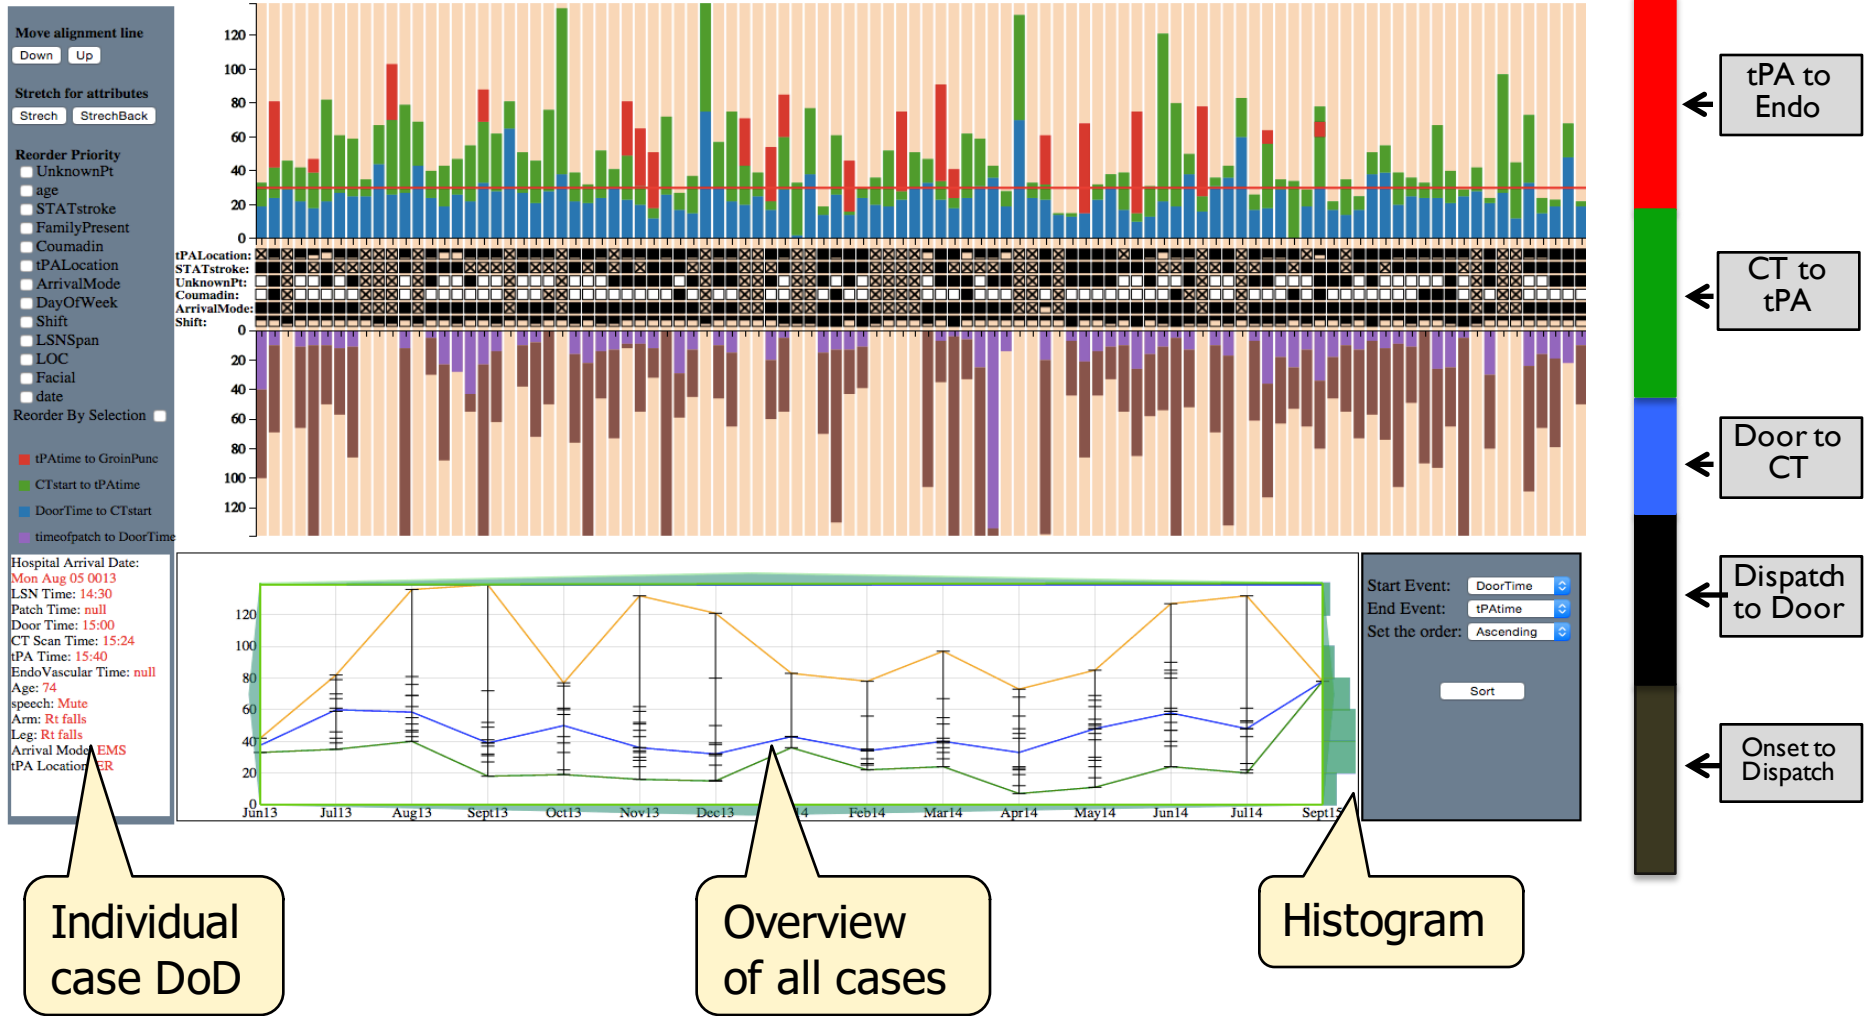 Move alignment line
Down Up
Stretch for attributes
Strech StrechBack
Reorder Priority
UnknownPt
age
STATstroke
FamilyPresent
Coumadin
tPALocation
ArrivalMode
DayOfWeek
Shift
LSNSpan
LOC
Facial
date
Reorder By Selection
tPAtime to GroinPunc
CTstart to tPAtime
DoorTime to CTstart
timeofpatch to DoorTime
Hospital Arrival Date:
Mon Aug 05 0013
LSN Time: 14:30
Patch Time: null
Door Time: 15:00
CT Scan Time: 15:24
tPA Time: 15:40
EndoVascular Time: null
Age: 74
speech: Mute
Arm: Rt falls
Leg: Rt falls
Arrival Mode: EMS
tPA Location: ER
120
100
80
60
40
20
0
tPALocation:
STATstroke:
UnknownPt:
Coumadin:
ArrivalMode:
Shift:
0
20
40
60
80
100
120
120
100
80
60
40
20
0
Jun13 Jul13 Aug13 Sept13 Oct13 Nov13 Dec13 14 Feb14 Mar14 Apr14 May14 Jun14 Jul14 Sept15
Start Event: DoorTime
End Event: tPAtime
Set the order: Ascending
Sort
tPA to
Endo
CT to
tPA
Door to
CT
Dispatch
to Door
Onset to
Dispatch
Individual
case DoD
Overview
of all cases
Histogram